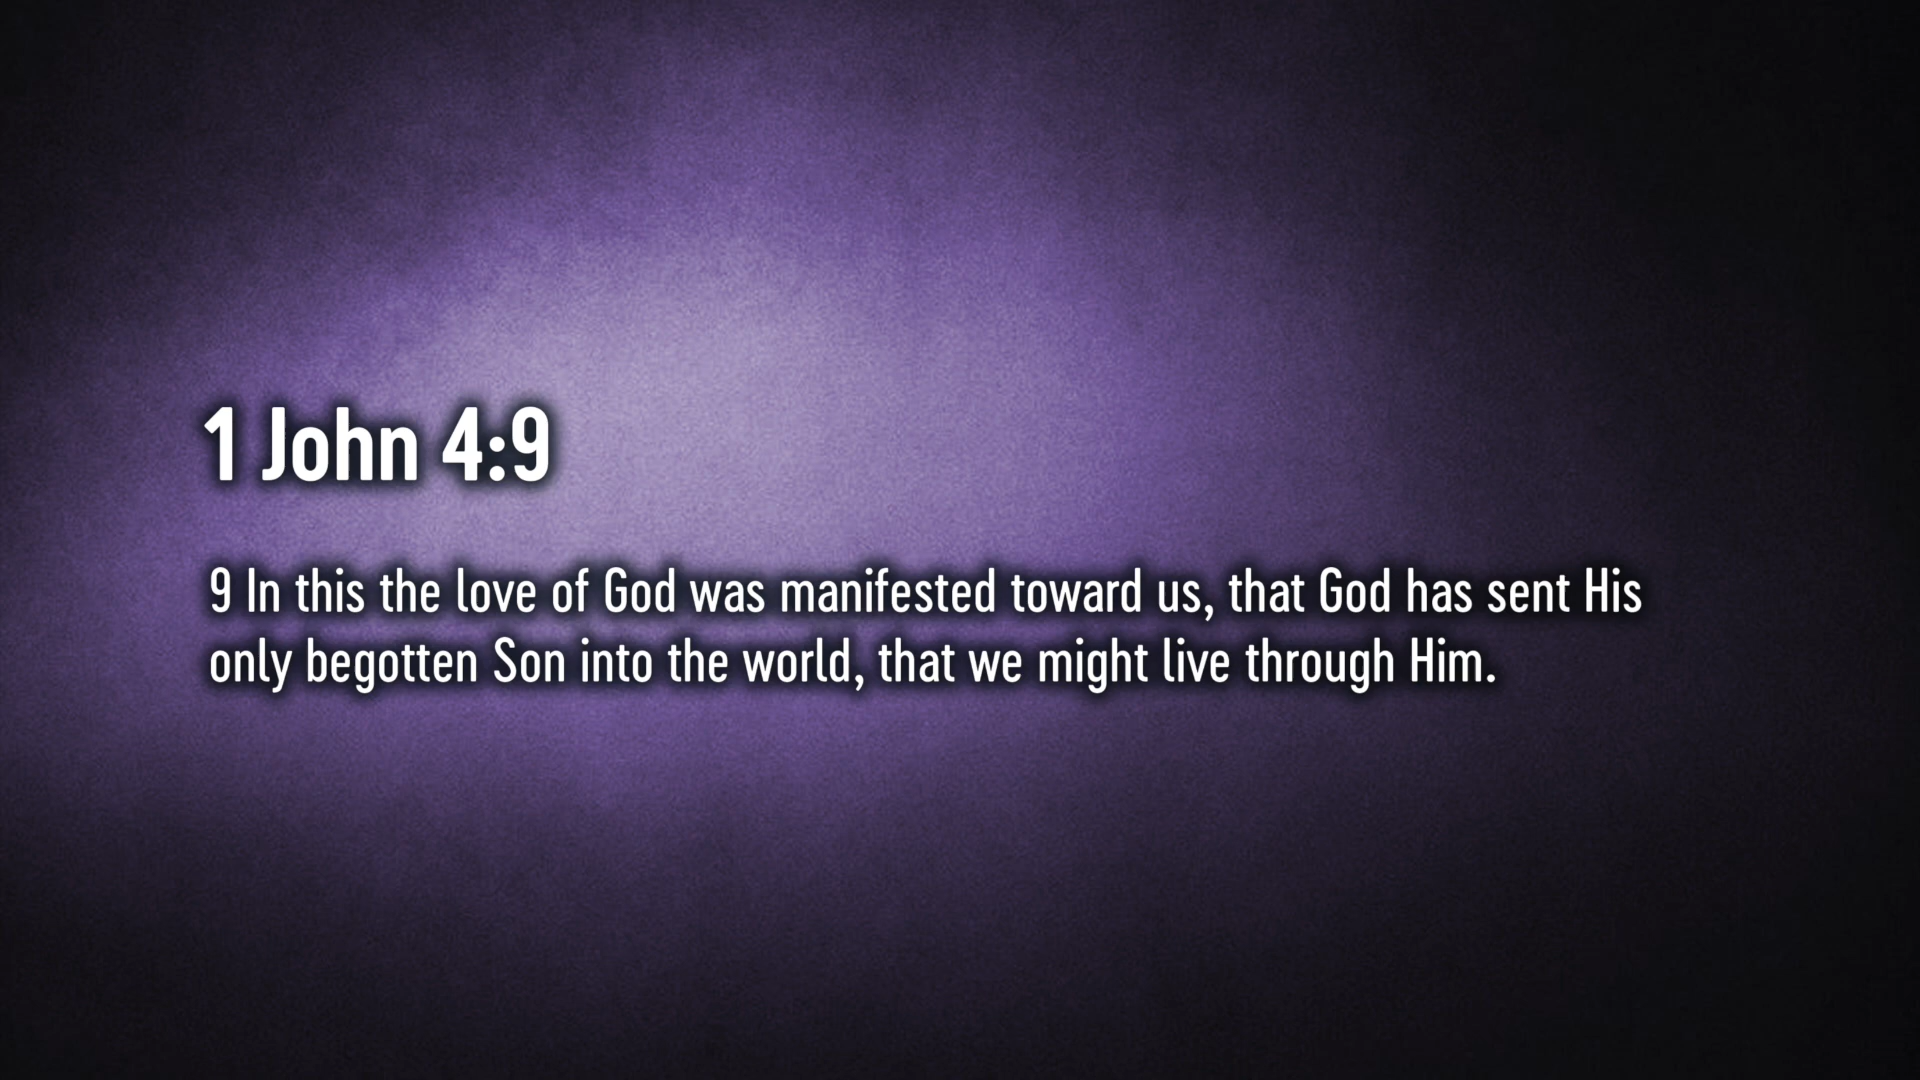 1 John 4:9
9 In this the love of God was manifested toward us, that God has sent His
only begotten Son into the world, that we might live through Him.